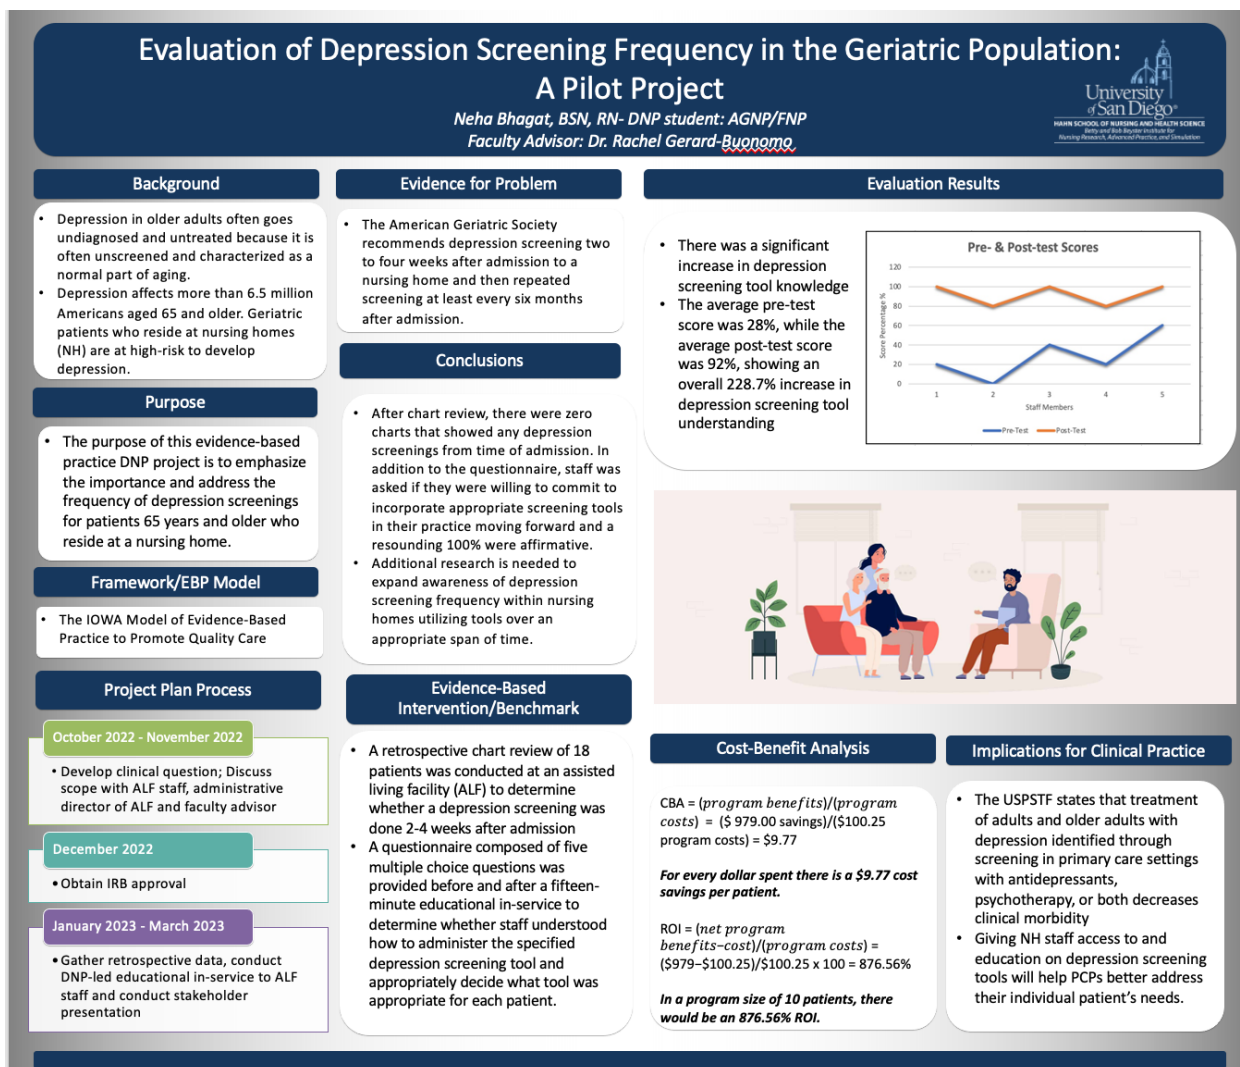 Evaluation of Depression Screening Frequency in the Geriatric Population:
A Pilot Project
Neha Bhagat, BSN, RN- DNP student: AGNP/FNP
Faculty Advisor: Dr. Rachel Gerard-Buonomo
University
of San Diego®
HAHN SCHOOL OF NURSING AND HEALTH SCIENCE
Betty and Bob Beyster Institute for
Nursing Research, Advanced Practice, and Simulation
Background
• Depression in older adults often goes
undiagnosed and untreated because it is
often unscreened and characterized as a
normal part of aging.
• Depression affects more than 6.5 million
Americans aged 65 and older. Geriatric
patients who reside at nursing homes
(NH) are at high-risk to develop
depression.
Purpose
• The purpose of this evidence-based
practice DNP project is to emphasize
the importance and address the
frequency of depression screenings
for patients 65 years and older who
reside at a nursing home.
Framework/EBP Model
• The IOWA Model of Evidence-Based
Practice to Promote Quality Care
Project Plan Process
October 2022 - November 2022
• Develop clinical question; Discuss
scope with ALF staff, administrative
director of ALF and faculty advisor
December 2022
• Obtain IRB approval
January 2023 - March 2023
• Gather retrospective data, conduct
DNP-led educational in-service to ALF
staff and conduct stakeholder
presentation
Evidence for Problem
• The American Geriatric Society
recommends depression screening two
to four weeks after admission to a
nursing home and then repeated
screening at least every six months
after admission.
Conclusions
• After chart review, there were zero
charts that showed any depression
screenings from time of admission. In
addition to the questionnaire, staff was
asked if they were willing to commit to
incorporate appropriate screening tools
in their practice moving forward and a
resounding 100% were affirmative.
• Additional research is needed to
expand awareness of depression
screening frequency within nursing
homes utilizing tools over an
appropriate span of time.
Evidence-Based
Intervention/Benchmark
• A retrospective chart review of 18
patients was conducted at an assisted
living facility (ALF) to determine
whether a depression screening was
done 2-4 weeks after admission
• A questionnaire composed of five
multiple choice questions was
provided before and after a fifteen-
minute educational in-service to
determine whether staff understood
how to administer the specified
depression screening tool and
appropriately decide what tool was
appropriate for each patient.
Evaluation Results
• There was a significant
increase in depression
screening tool knowledge
• The average pre-test
score was 28%, while the
average post-test score
was 92%, showing an
overall 228.7% increase in
depression screening tool
understanding
Pre- & Post-test Scores
Score Percentage %
120
100
80
60
40
20
0
1 2 3 4 5
Staff Members
Pre-Test Post-Test
Cost-Benefit Analysis
CBA = (program benefits)/(program
costs) = ($ 979.00 savings)/($100.25
program costs) = $9.77
For every dollar spent there is a $9.77 cost
savings per patient.
ROI = (net program
benefits−cost)/(program costs) =
($979−$100.25)/$100.25 x 100 = 876.56%
In a program size of 10 patients, there
would be an 876.56% ROI.
Implications for Clinical Practice
• The USPSTF states that treatment
of adults and older adults with
depression identified through
screening in primary care settings
with antidepressants,
psychotherapy, or both decreases
clinical morbidity
• Giving NH staff access to and
education on depression screening
tools will help PCPs better address
their individual patient's needs.